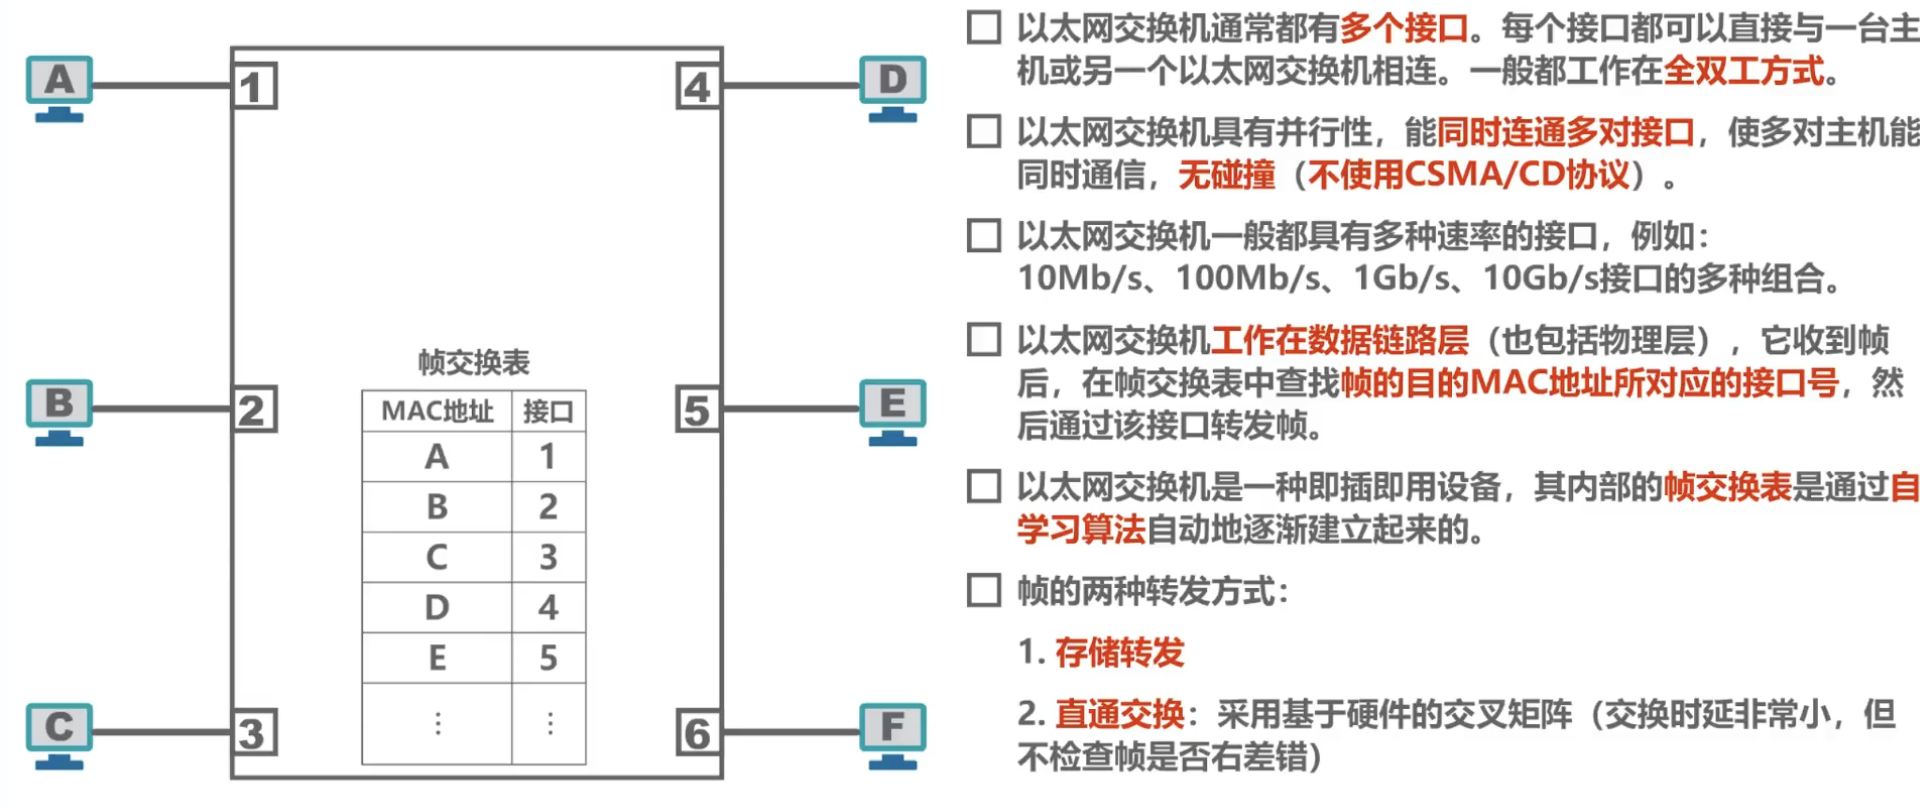 A
1
4
D
B
2
5
E
C
3
6
F
帧交换表
MAC地址 接口
A 1
B 2
C 3
D 4
E 5
⋮ ⋮
以太网交换机通常都有多个接口。每个接口都可以直接与一台主
机或另一个以太网交换机相连。一般都工作在全双工方式。
以太网交换机具有并行性，能同时连通多对接口，使多对主机能
同时通信，无碰撞（不使用CSMA/CD协议）。
以太网交换机一般都具有多种速率的接口，例如：
10Mb/s、100Mb/s、1Gb/s、10Gb/s接口的多种组合。
以太网交换机工作在数据链路层（也包括物理层），它收到帧
后，在帧交换表中查找帧的目的MAC地址所对应的接口号，然
后通过该接口转发帧。
以太网交换机是一种即插即用设备，其内部的帧交换表是通过自
学习算法自动地逐渐建立起来的。
帧的两种转发方式：
1. 存储转发
2. 直通交换：采用基于硬件的交叉矩阵（交换时延非常小，但
不检查帧是否右差错）